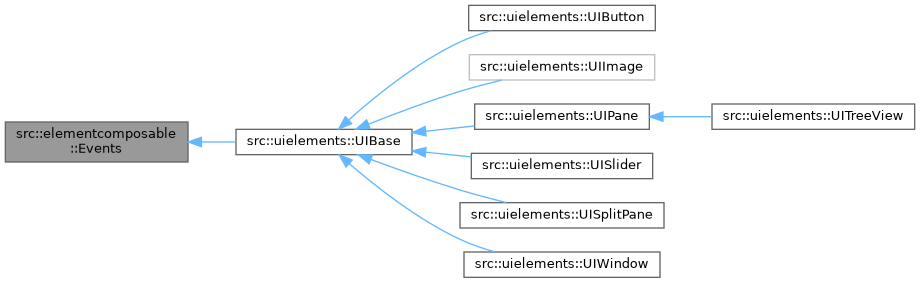 src::uielements::UIButton
src::uielements::UIImage
src::elementcomposable
::Events
src::uielements::UIBase
src::uielements::UIPane
src::uielements::UITreeView
src::uielements::UISlider
src::uielements::UISplitPane
src::uielements::UIWindow